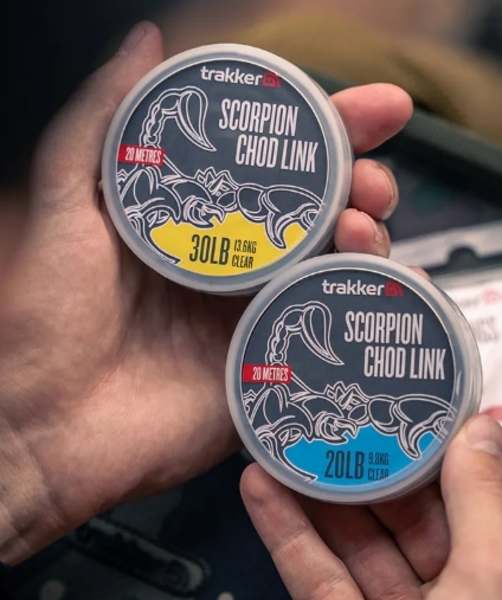 trakker
SCORPION
CHOD LINK
20 METRES
30LB 13.6KG
CLEAR
trakker
SCORPION
CHOD LINK
20 METRES
20LB 9.8KG
CLEAR